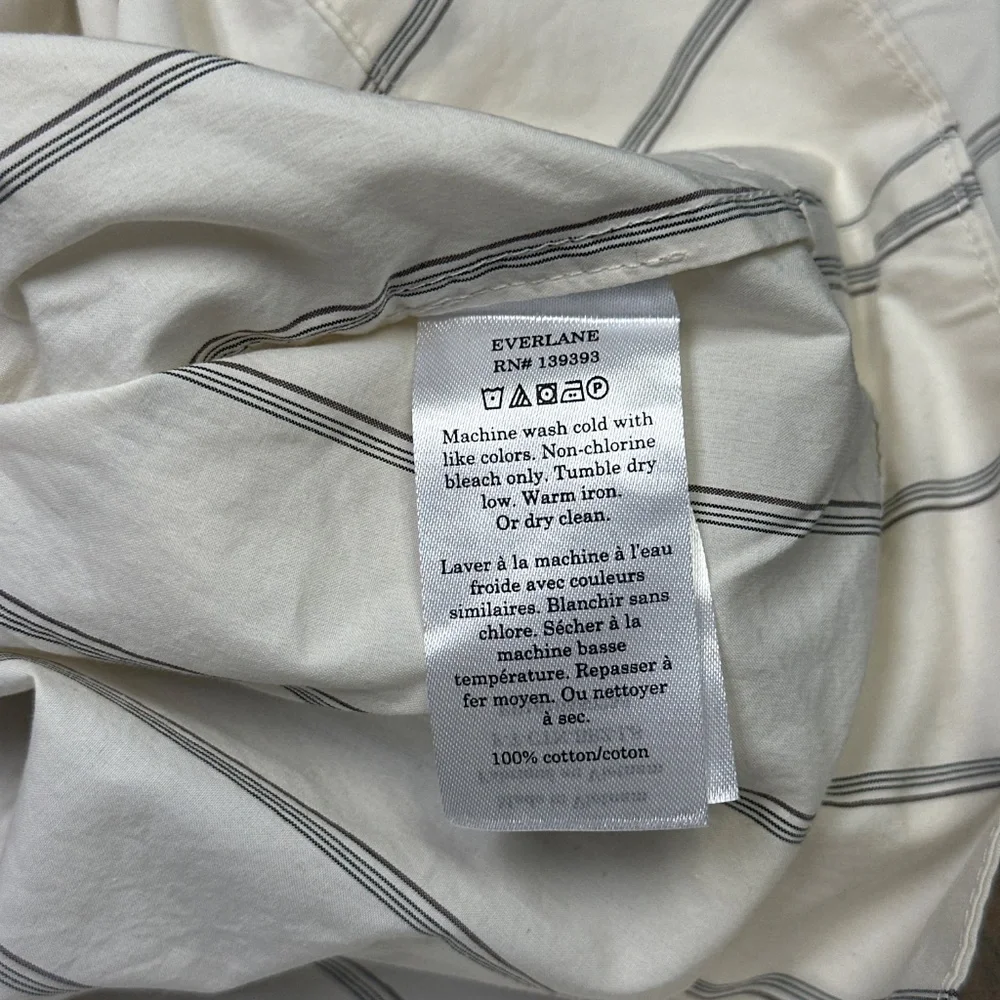 EVERLANE
RN# 139393
Machine wash cold with
like colors. Non-chlorine
bleach only. Tumble dry
low. Warm iron.
Or dry clean.
Laver à la machine à l'eau
froide avec couleurs
similaires. Blanchir sans
chlore. Sécher à la
machine basse
température. Repasser à
fer moyen. Ou nettoyer
à sec.
100% cotton/coton